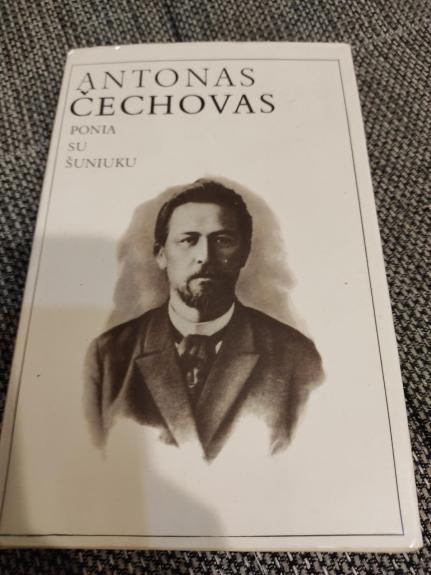 ANTONAS
ČECHOVAS
PONIA
SU
ŠUNIUKU